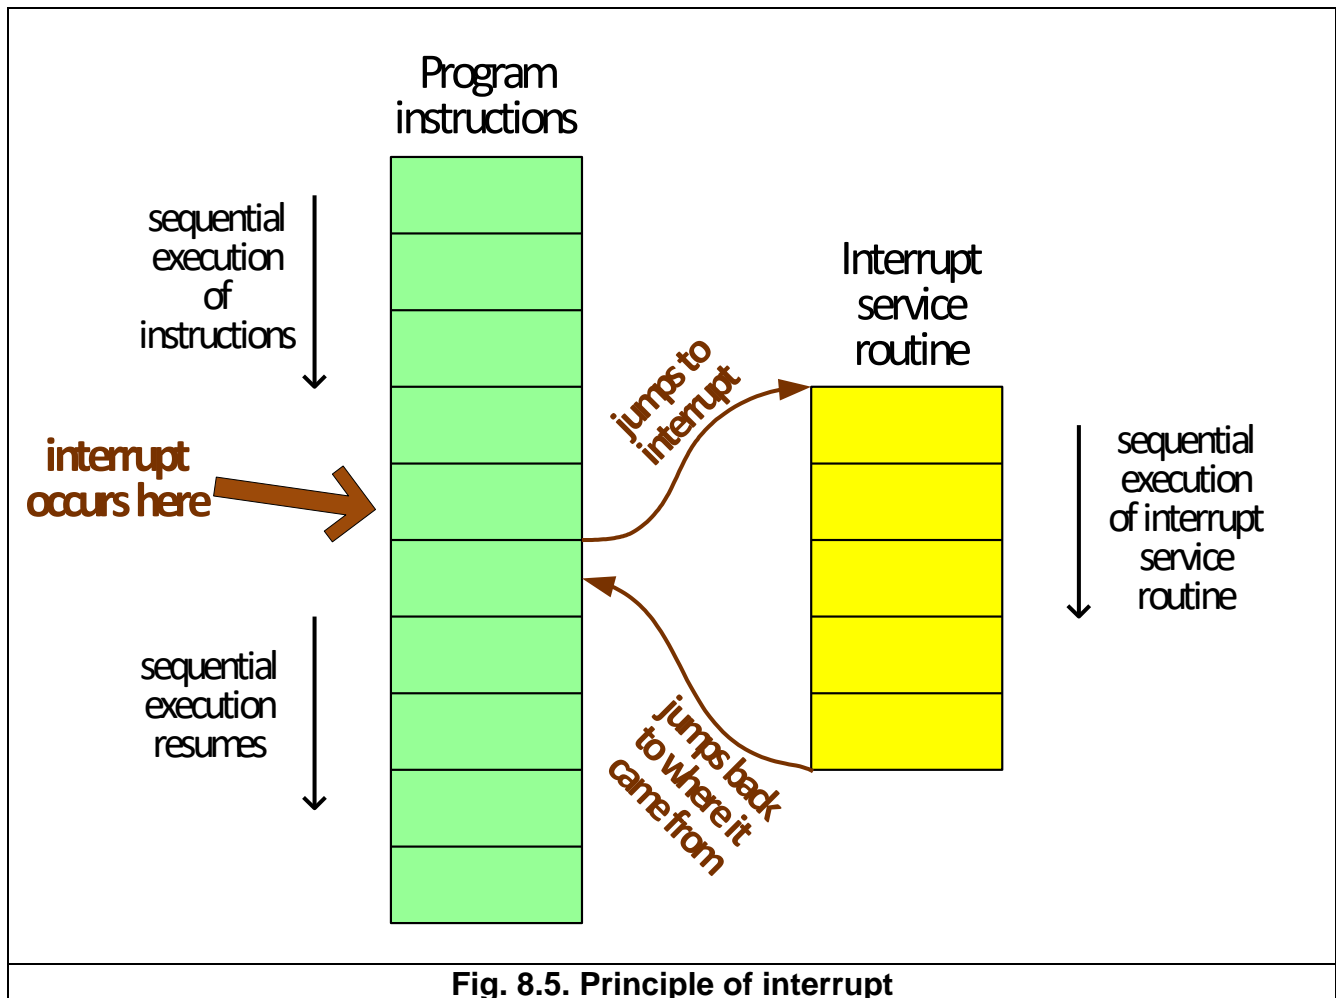 Program
instructions
sequential
execution
of
instructions
Interrupt
service
routine
jumps to
interrupt
interrupt
occurs here
sequential
execution
of interrupt
service
routine
sequential
execution
resumes
jumps back
to where it
came from
Fig. 8.5. Principle of interrupt